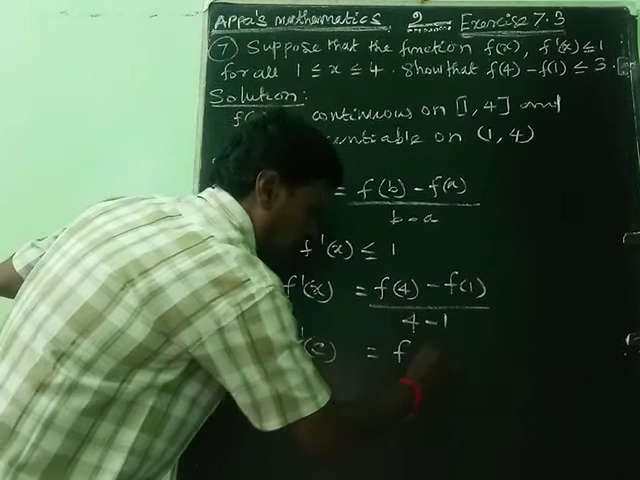 Appa's mathematics 2 Exercise 7.3
(7) Suppose that the function f(x), f'(x) ≤ 1
for all 1 ≤ x ≤ 4. Show that f(4) - f(1) ≤ 3.
Solution:
continuous on [1, 4] and
on (1, 4)
= f(b) - f(a) / b - a
f'(x) ≤ 1
f'(x) = f(4) - f(1) / 4 - 1
= f